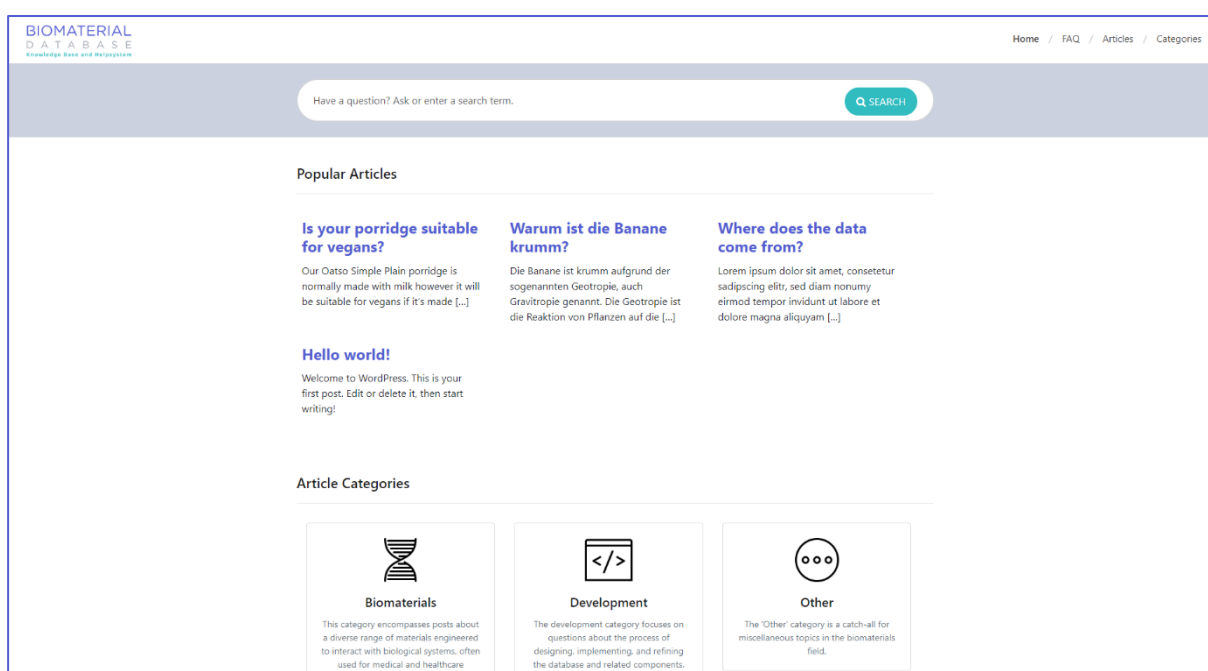 BIOMATERIAL
DATABASE
Knowledge Base and Helpsystem
Home / FAQ / Articles / Categories
Have a question? Ask or enter a search term.
SEARCH
Popular Articles
Is your porridge suitable
for vegans?
Our Oatso Simple Plain porridge is
normally made with milk however it will
be suitable for vegans if it's made [...]
Warum ist die Banane
krumm?
Die Banane ist krumm aufgrund der
sogenannten Geotropie, auch
Gravitropie genannt. Die Geotropie ist
die Reaktion von Pflanzen auf die [...]
Where does the data
come from?
Lorem ipsum dolor sit amet, consetetur
sadipscing elitr, sed diam nonumy
eirmod tempor invidunt ut labore et
dolore magna aliquyam [...]
Hello world!
Welcome to WordPress. This is your
first post. Edit or delete it, then start
writing!
Article Categories
Biomaterials
This category encompasses posts about
a diverse range of materials engineered
to interact with biological systems, often
used for medical and healthcare
</>
Development
The development category focuses on
questions about the process of
designing, implementing, and refining
the database and related components.
Other
The 'Other' category is a catch-all for
miscellaneous topics in the biomaterials
field.